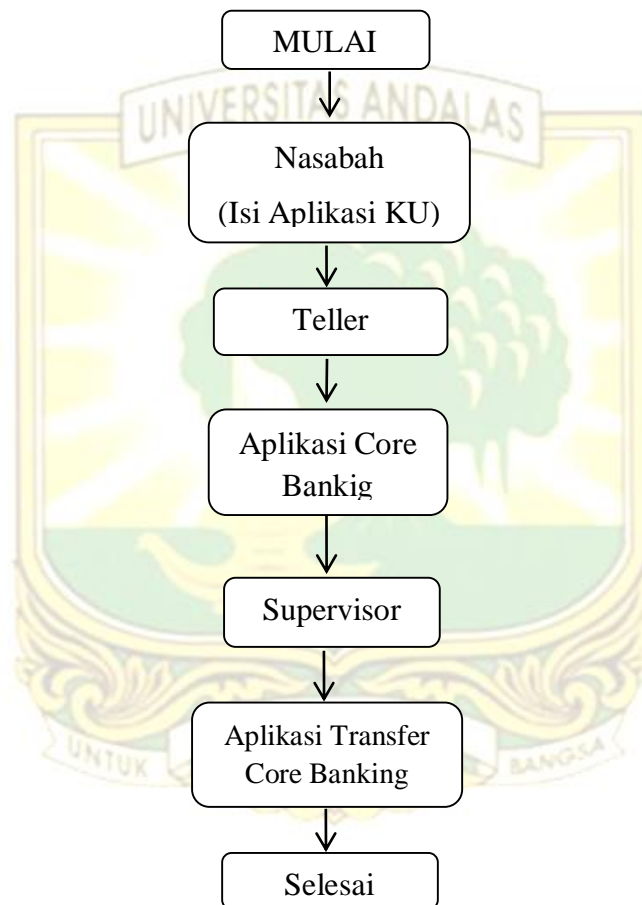 MULAI
UNIVERSITAS ANDALAS
Nasabah
(Isi Aplikasi KU)
Teller
Aplikasi Core
Bankig
Supervisor
Aplikasi Transfer
Core Banking
UNTUK
BANGSA
Selesai